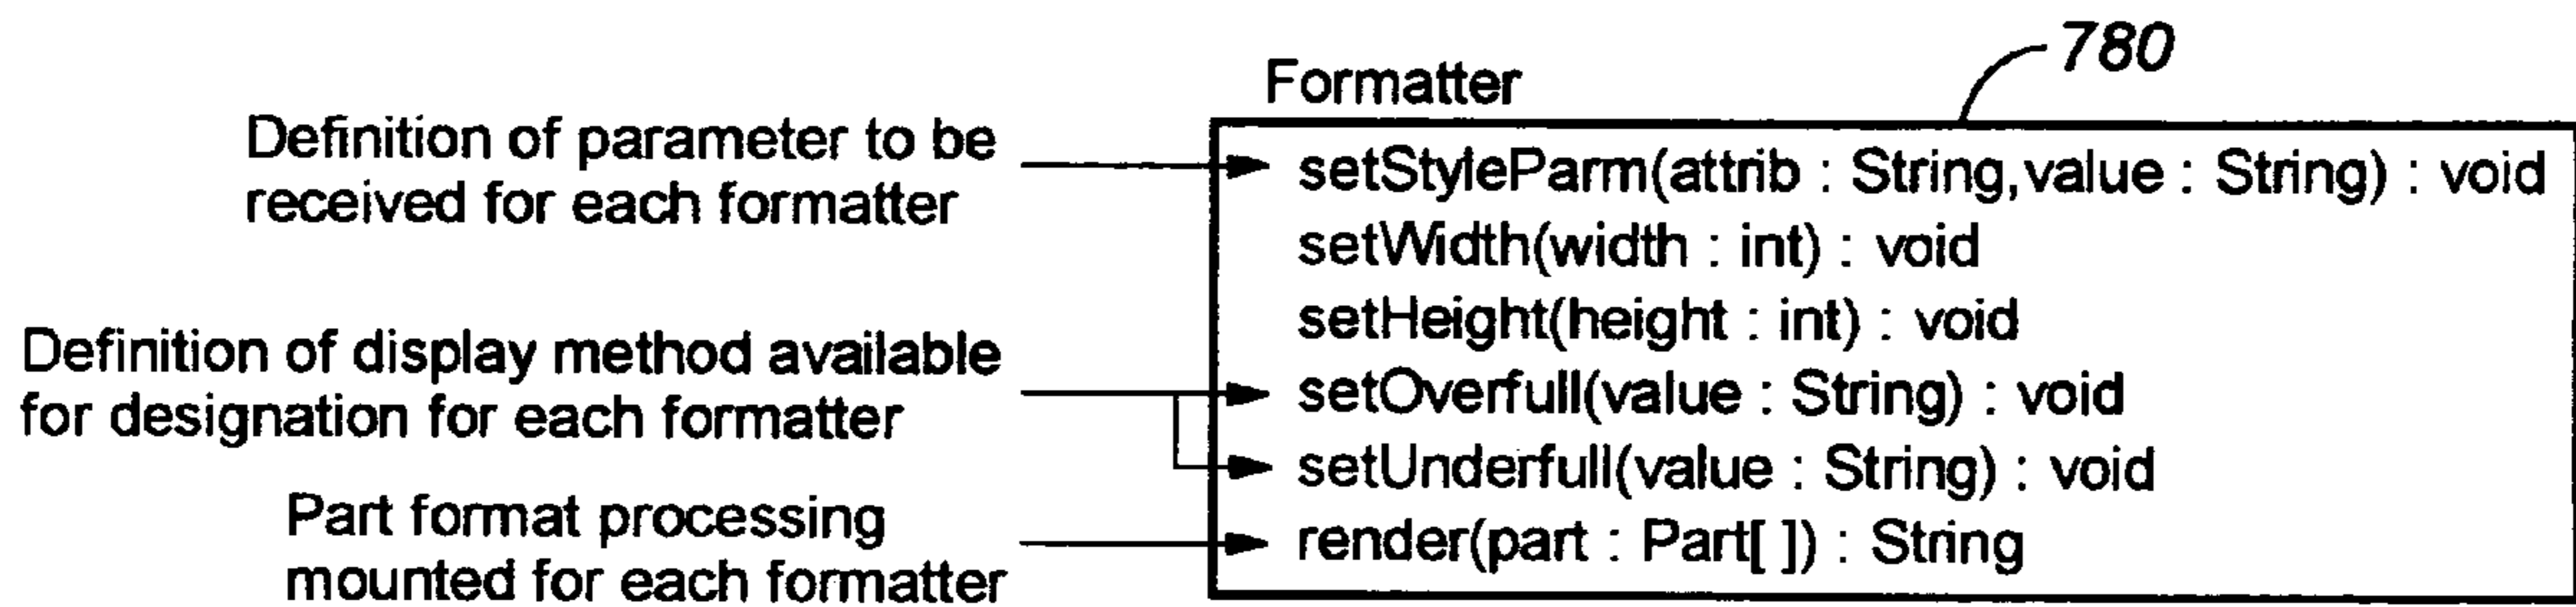 780
Formatter
Definition of parameter to be
received for each formatter
setStyleParm(attrib : String,value : String) : void
setWidth(width : int) : void
setHeight(height : int) : void
Definition of display method available
for designation for each formatter
setOverfull(value : String) : void
setUnderfull(value : String) : void
Part format processing
mounted for each formatter
render(part : Part[ ]) : String